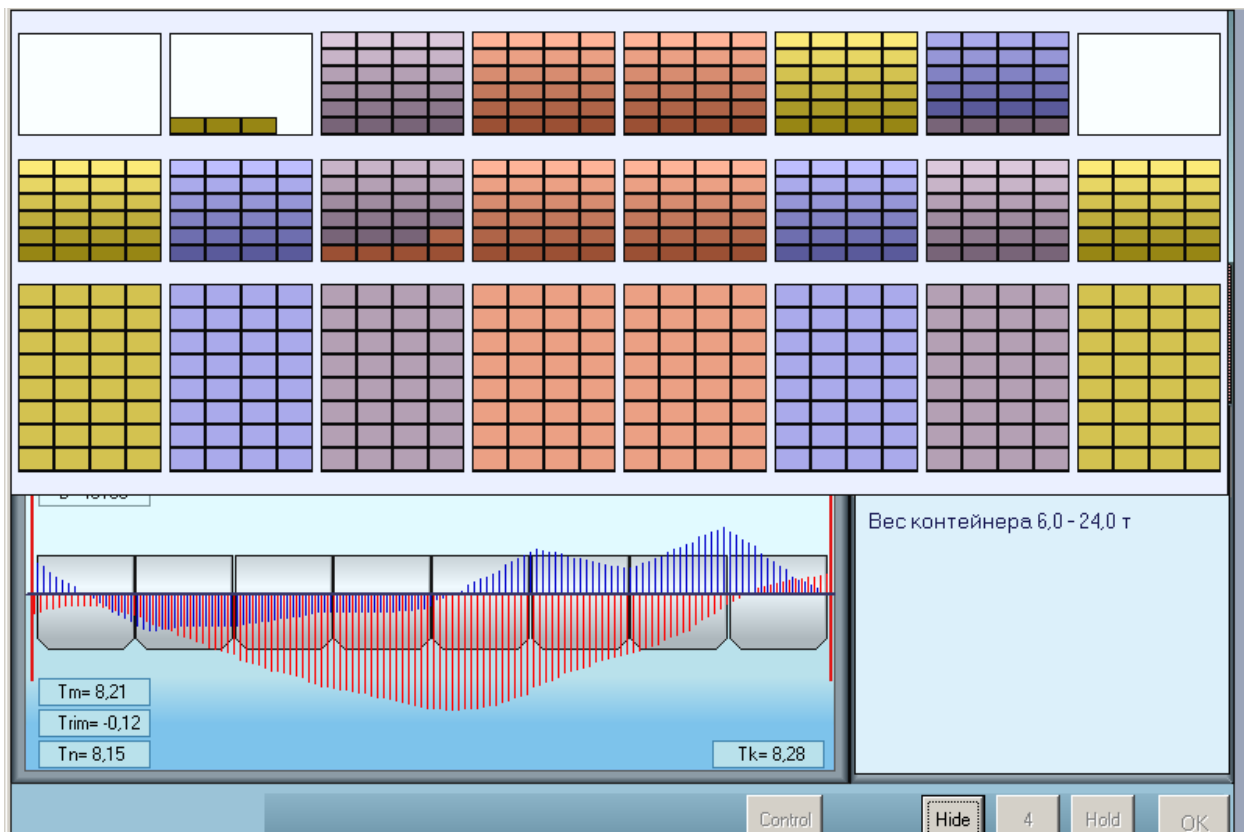 Вес контейнера 6,0 - 24,0 т
Tm= 8,21
Trim= -0,12
Tn= 8,15
Tk= 8,28
Control
Hide
4
Hold
OK